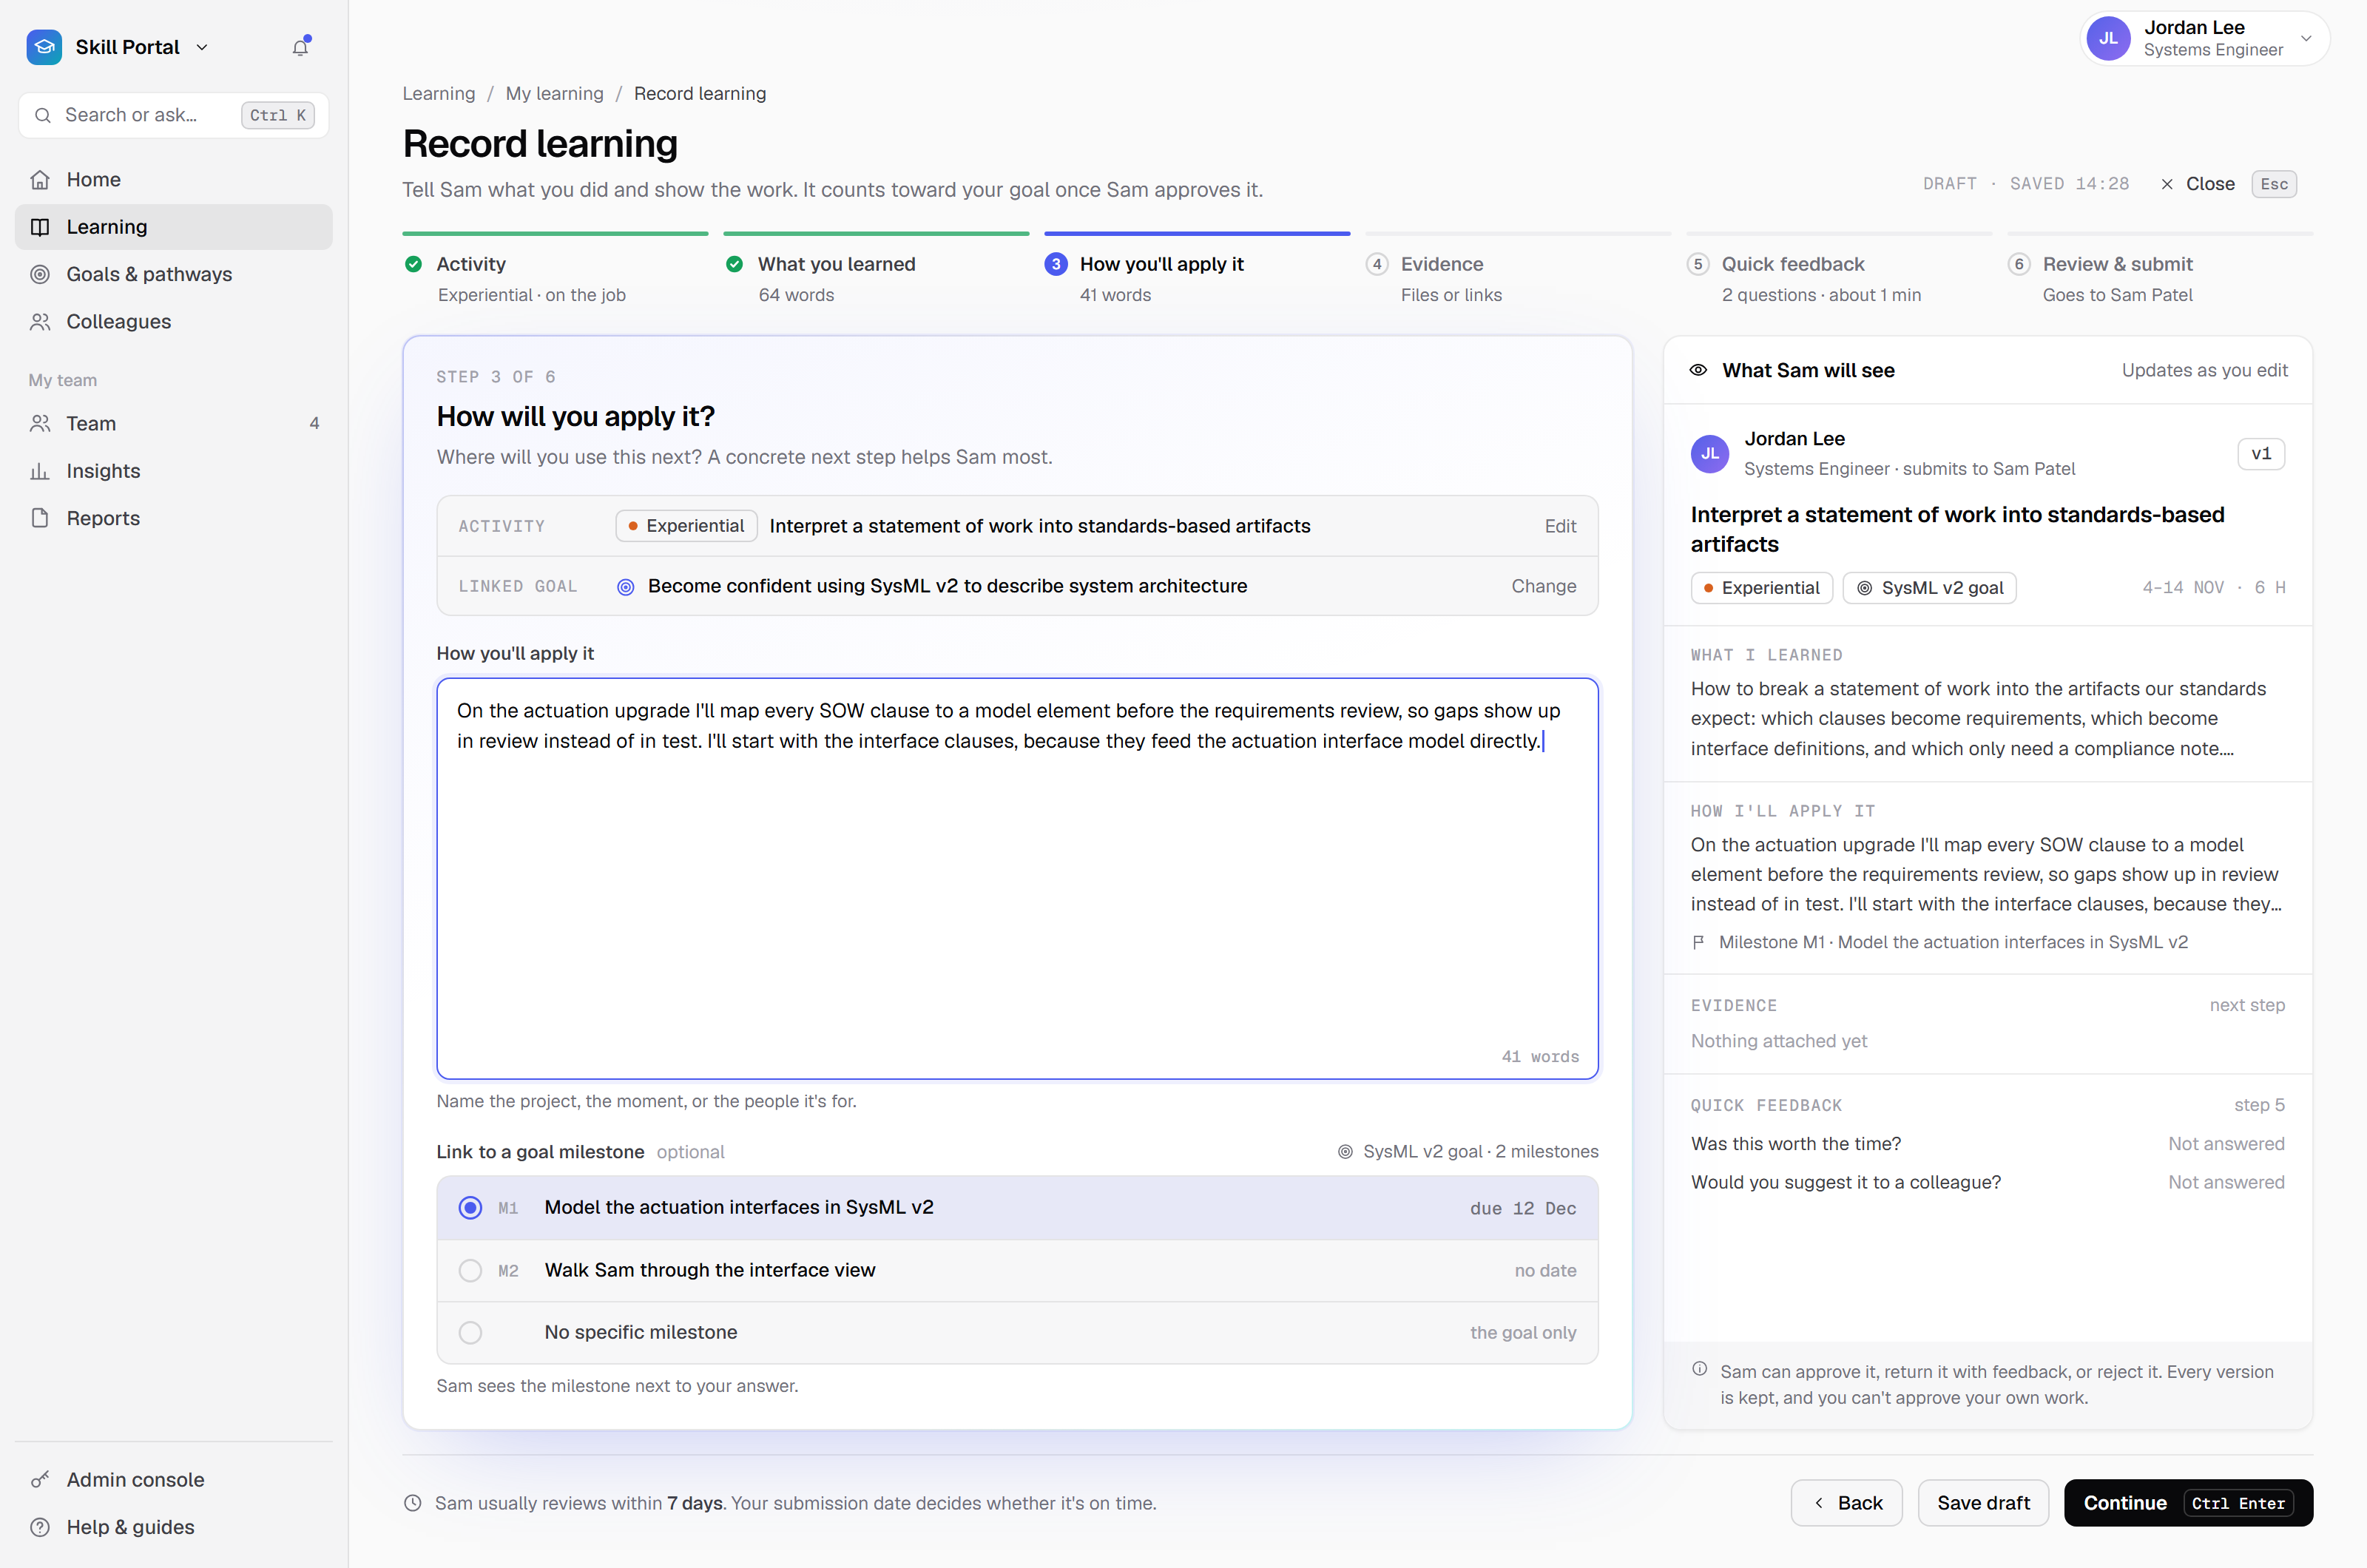 Skill Portal
Search or ask... Ctrl K
Home
Learning
Goals & pathways
Colleagues
My team
Team 4
Insights
Reports
Admin console
Help & guides
JL Jordan Lee
Systems Engineer
Learning / My learning / Record learning
Record learning
Tell Sam what you did and show the work. It counts toward your goal once Sam approves it.
DRAFT · SAVED 14:28 Close Esc
Activity
Experiential · on the job
What you learned
64 words
3 How you'll apply it
41 words
4 Evidence
Files or links
5 Quick feedback
2 questions · about 1 min
6 Review & submit
Goes to Sam Patel
STEP 3 OF 6
How will you apply it?
Where will you use this next? A concrete next step helps Sam most.
ACTIVITY Experiential Interpret a statement of work into standards-based artifacts Edit
LINKED GOAL Become confident using SysML v2 to describe system architecture Change
How you'll apply it
On the actuation upgrade I'll map every SOW clause to a model element before the requirements review, so gaps show up
in review instead of in test. I'll start with the interface clauses, because they feed the actuation interface model directly.
41 words
Name the project, the moment, or the people it's for.
Link to a goal milestone optional SysML v2 goal · 2 milestones
M1 Model the actuation interfaces in SysML v2 due 12 Dec
M2 Walk Sam through the interface view no date
No specific milestone the goal only
Sam sees the milestone next to your answer.
What Sam will see Updates as you edit
JL Jordan Lee
Systems Engineer · submits to Sam Patel
v1
Interpret a statement of work into standards-based
artifacts
Experiential SysML v2 goal 4–14 NOV · 6 H
WHAT I LEARNED
How to break a statement of work into the artifacts our standards
expect: which clauses become requirements, which become
interface definitions, and which only need a compliance note....
HOW I'LL APPLY IT
On the actuation upgrade I'll map every SOW clause to a model
element before the requirements review, so gaps show up in review
instead of in test. I'll start with the interface clauses, because they...
Milestone M1 · Model the actuation interfaces in SysML v2
EVIDENCE next step
Nothing attached yet
QUICK FEEDBACK step 5
Was this worth the time? Not answered
Would you suggest it to a colleague? Not answered
Sam can approve it, return it with feedback, or reject it. Every version
is kept, and you can't approve your own work.
Sam usually reviews within 7 days. Your submission date decides whether it's on time.
Back Save draft Continue Ctrl Enter